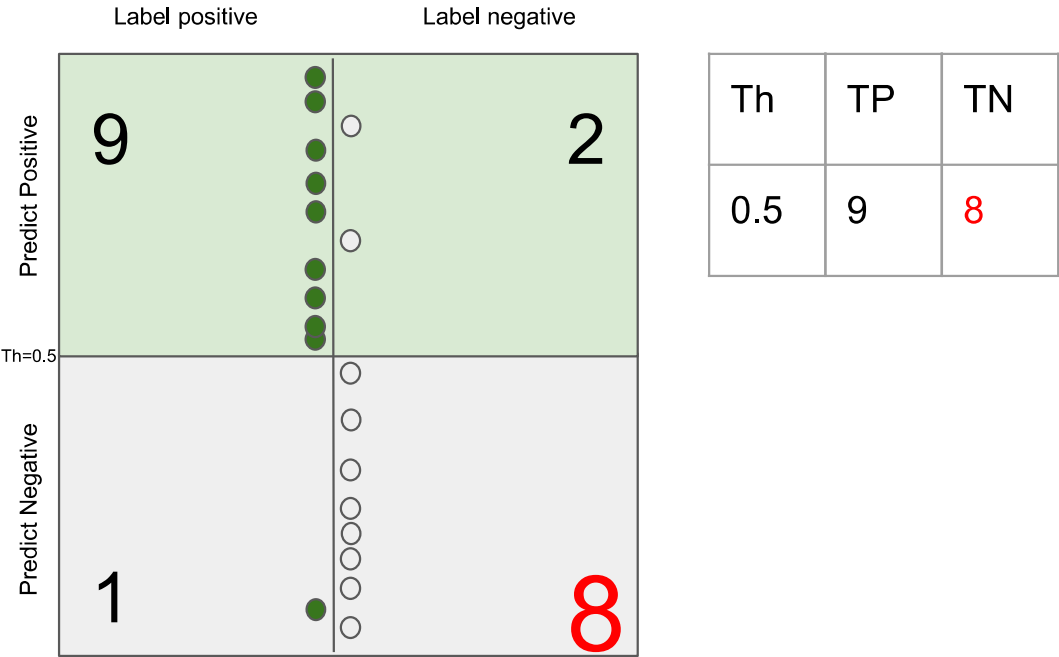 Label positive
Label negative
Predict Positive
9
2
Th=0.5
Predict Negative
1
8
Th TP TN
0.5 9 8